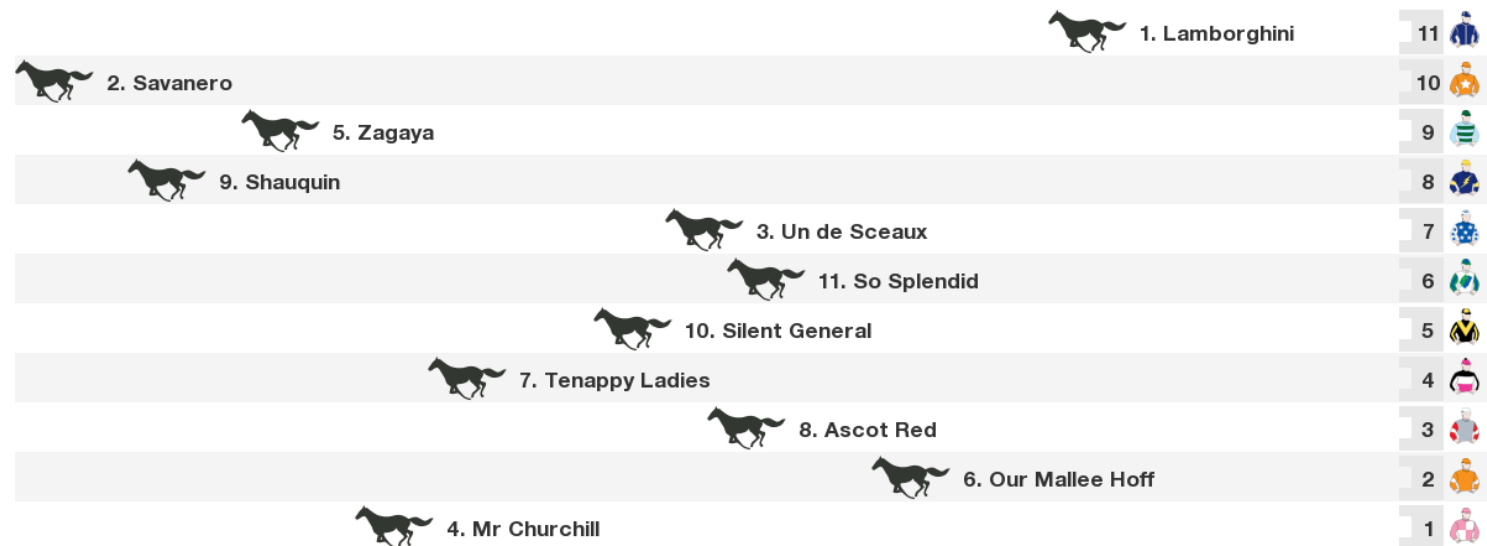 1. Lamborghini 11
2. Savanero 10
5. Zagaya 9
9. Shauquin 8
3. Un de Sceaux 7
11. So Splendid 6
10. Silent General 5
7. Tenappy Ladies 4
8. Ascot Red 3
6. Our Mallee Hoff 2
4. Mr Churchill 1